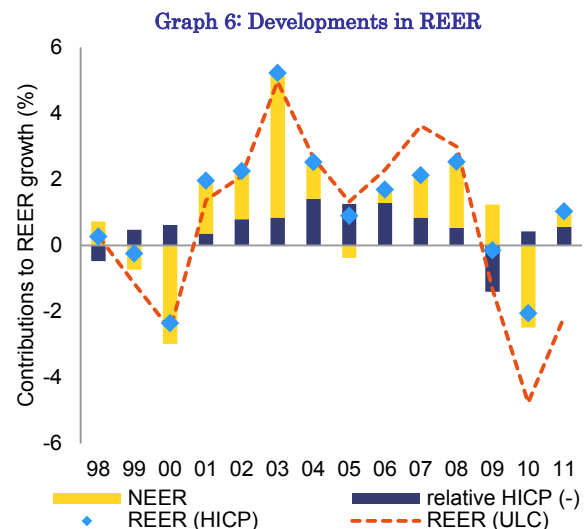 Graph 6: Developments in REER
Contributions to REER growth (%)
6
4
2
0
-2
-4
-6
98 99 00 01 02 03 04 05 06 07 08 09 10 11
NEER relative HICP (-)
REER (HICP) REER (ULC)